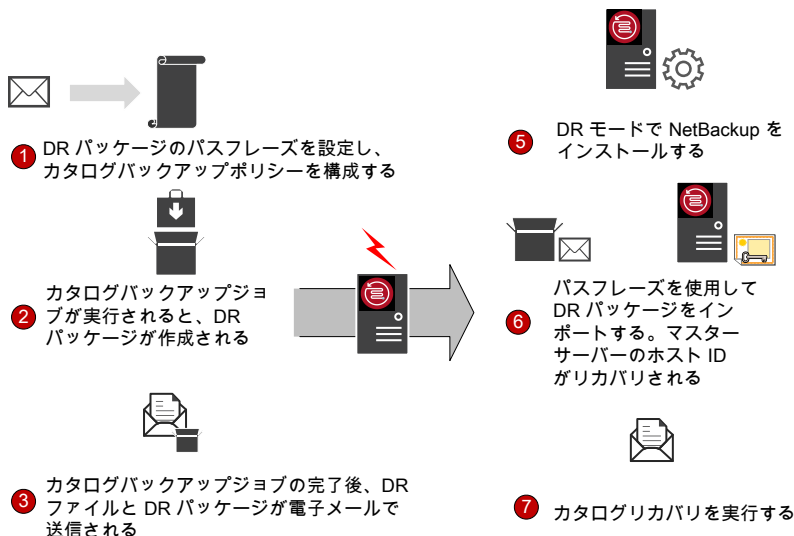 1 DR パッケージのパスフレーズを設定し、
カタログバックアップポリシーを構成する
2 カタログバックアップジョ
ブが実行されると、DR
パッケージが作成される
3 カタログバックアップジョブの完了後、DR
ファイルと DR パッケージが電子メールで
送信される
5 DR モードで NetBackup を
インストールする
6 パスフレーズを使用して
DR パッケージをイン
ポートする。マスター
サーバーのホスト ID
がリカバリされる
7 カタログリカバリを実行する